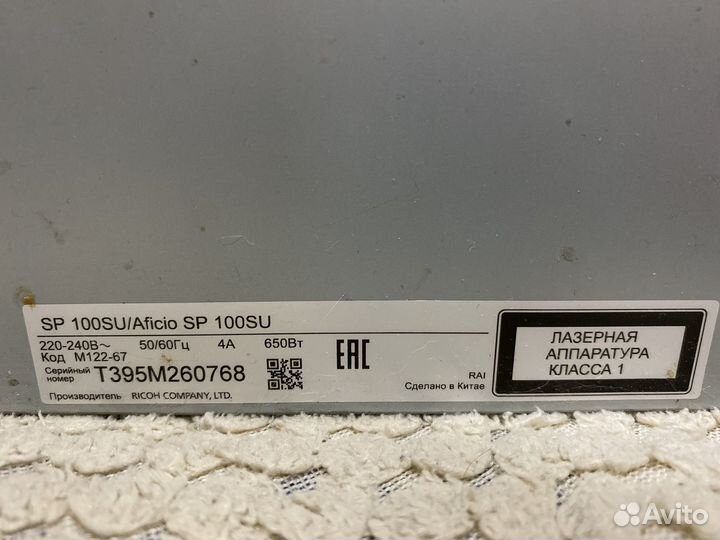 SP 100SU/Aficio SP 100SU
220-240В~ 50/60Гц 4A 650Вт
Код M122-67
Серийный номер T395M260768
Производитель RICOH COMPANY, LTD.
EAC
RAI
Сделано в Китае
ЛАЗЕРНАЯ
АППАРАТУРА
КЛАССА 1
Avito